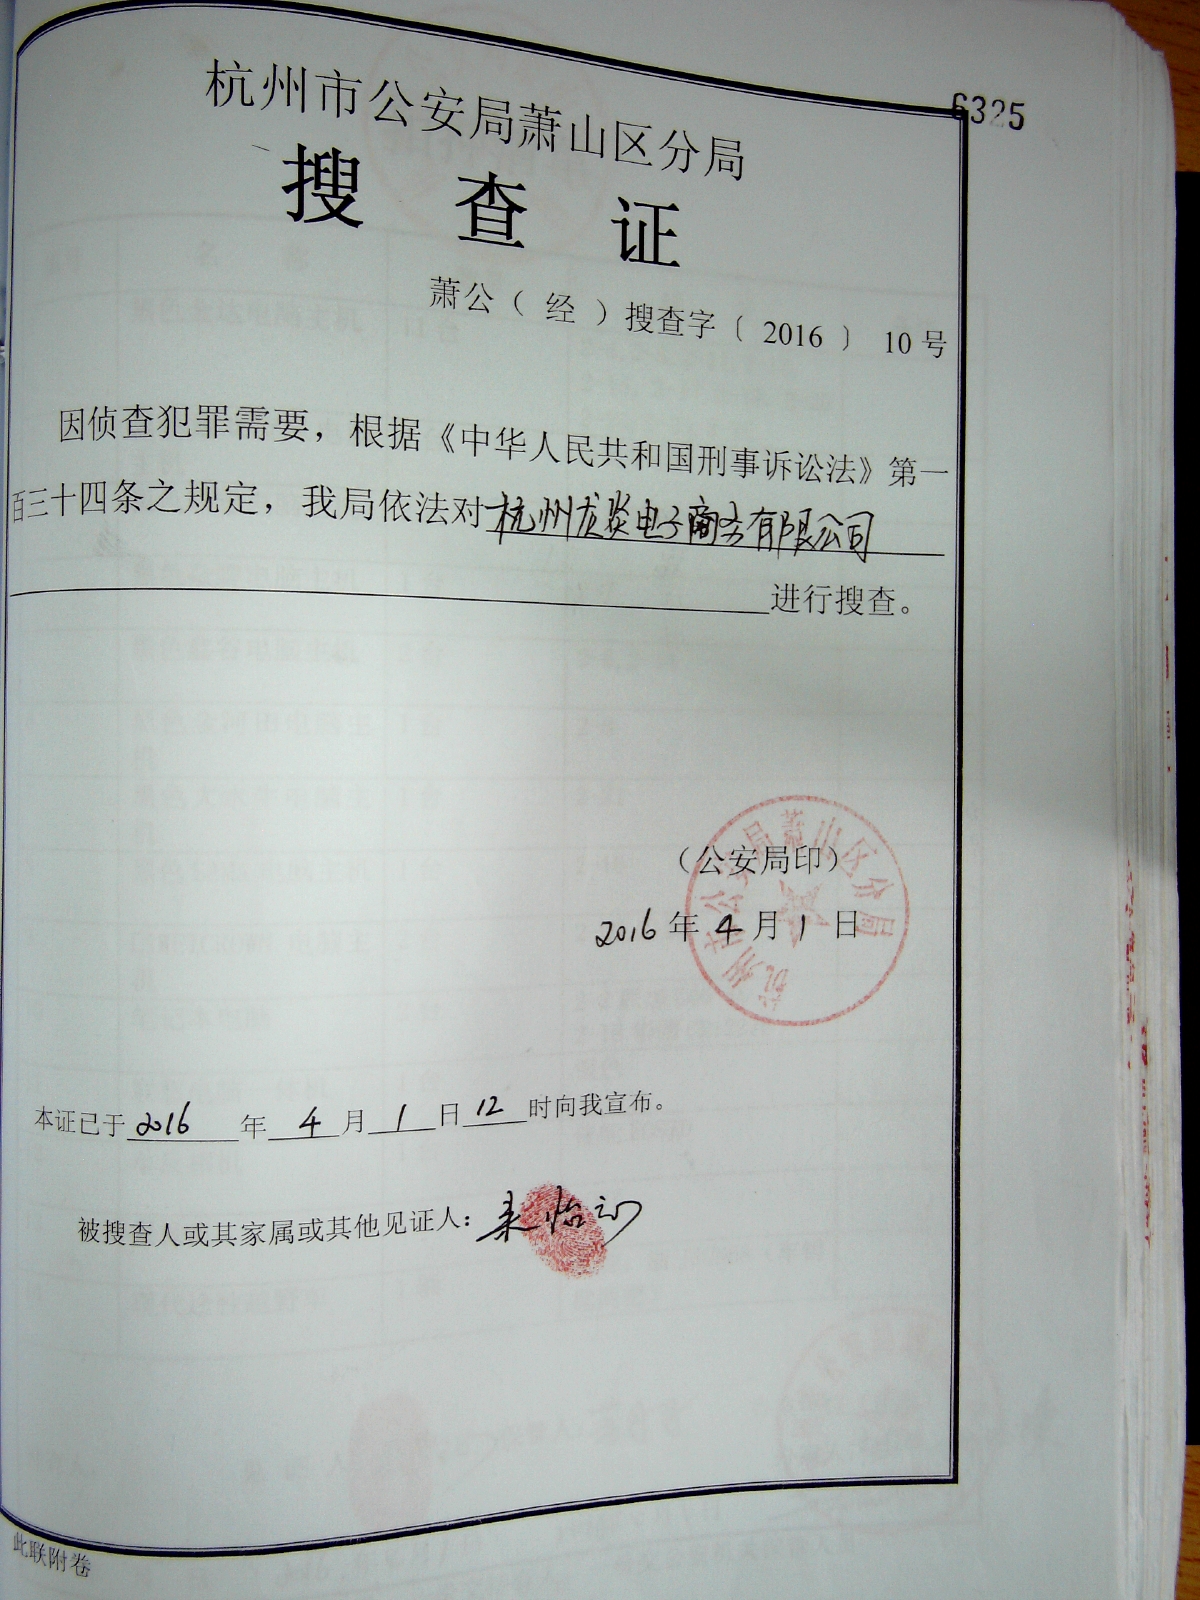 6325
杭州市公安局萧山区分局
搜查证
萧公（经）搜查字〔2016〕10号
因侦查犯罪需要，根据《中华人民共和国刑事诉讼法》第一
百三十四条之规定，我局依法对杭州龙炎电子商务有限公司
进行搜查。
（公安局印）
杭州市公安局萧山区分局
2016年4月1日
本证已于2016年4月1日12时向我宣布。
被搜查人或其家属或其他见证人：
此联附卷